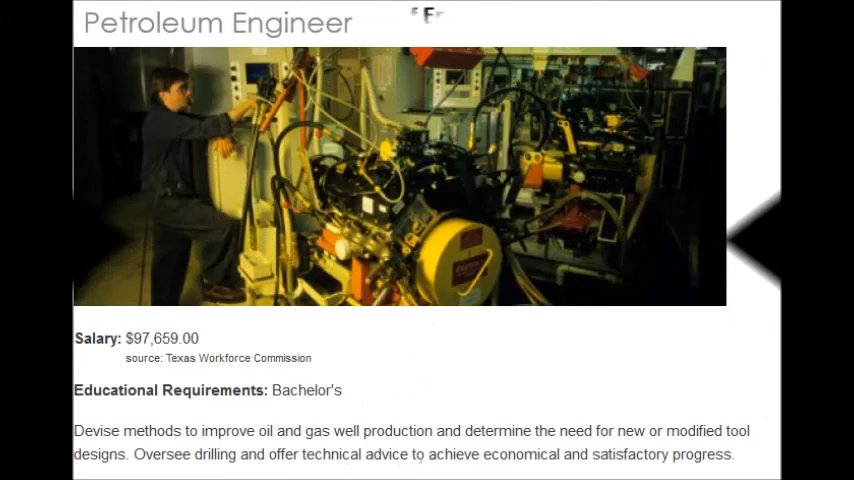 Petroleum Engineer
Salary: $97,659.00
source: Texas Workforce Commission
Educational Requirements: Bachelor's
Devise methods to improve oil and gas well production and determine the need for new or modified tool
designs. Oversee drilling and offer technical advice to achieve economical and satisfactory progress.